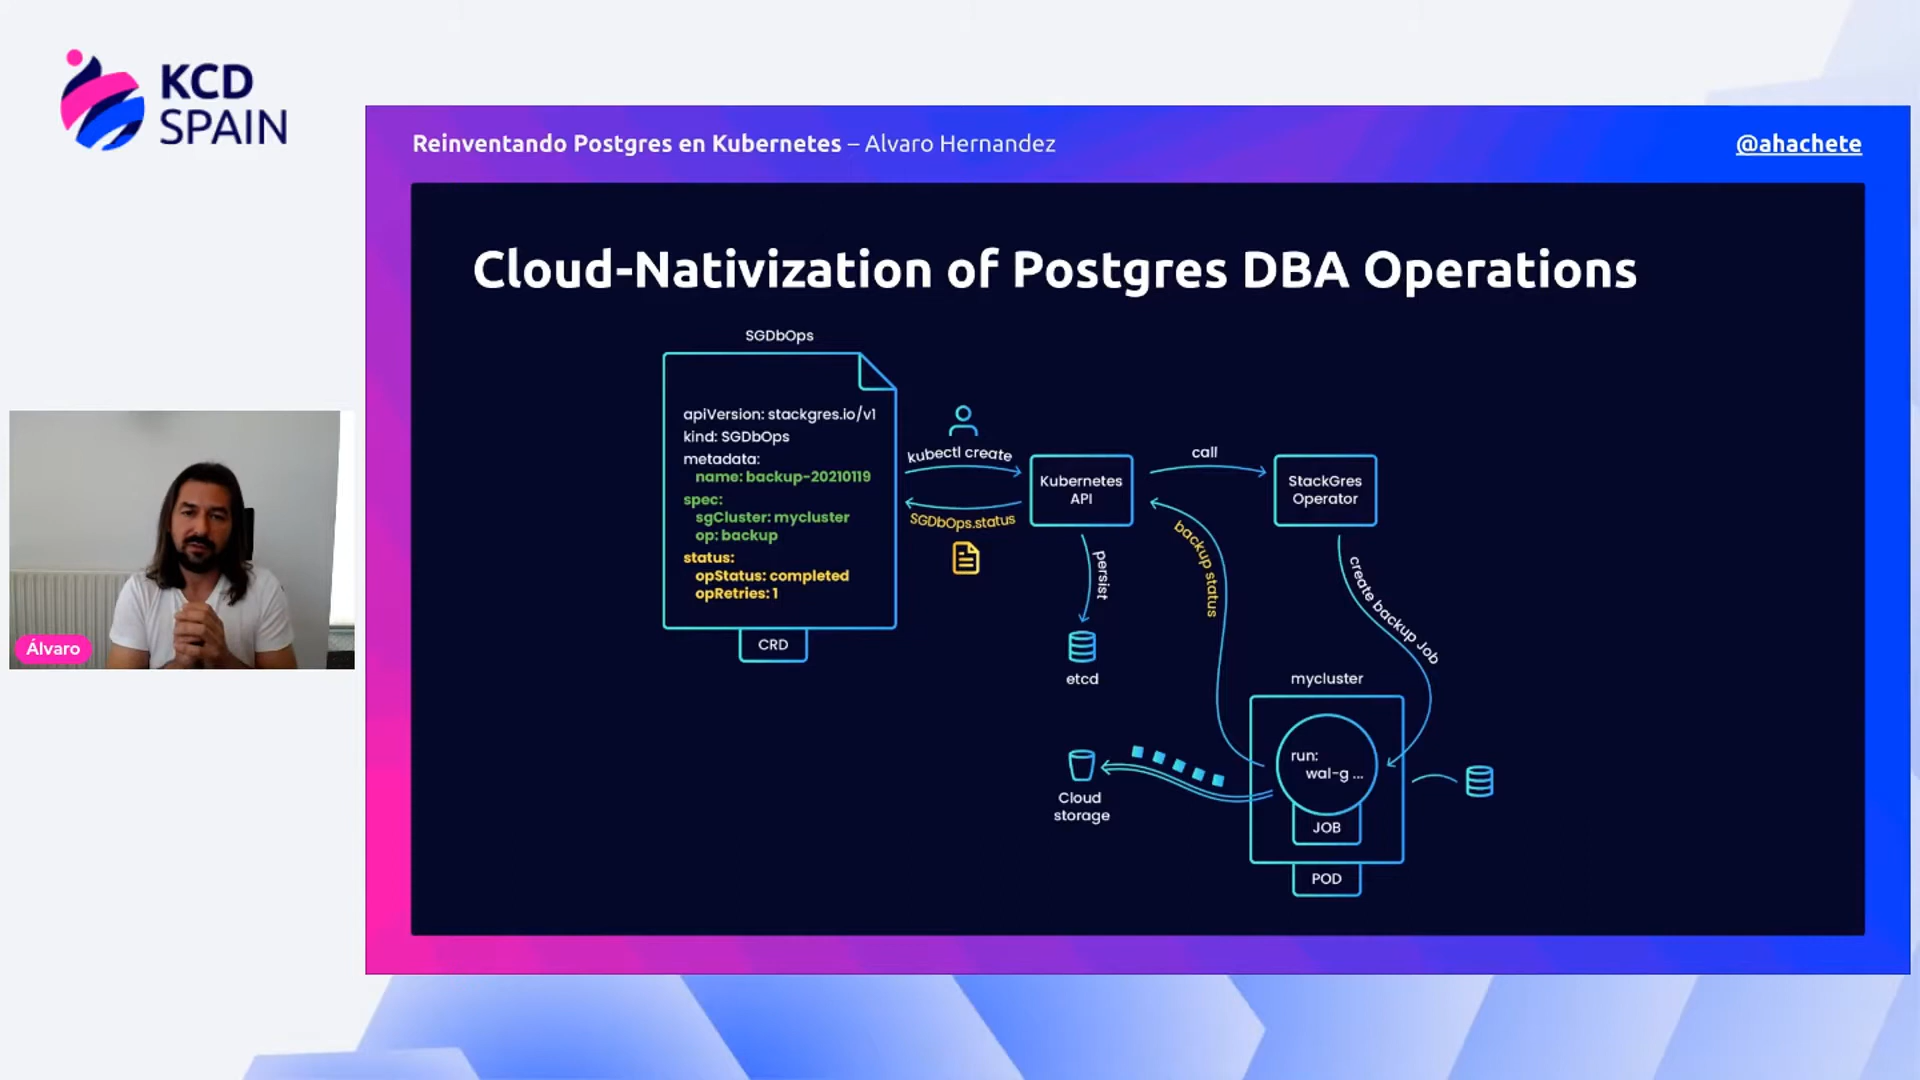 KCD
SPAIN
Reinventando Postgres en Kubernetes – Alvaro Hernandez
@ahachete
Cloud-Nativization of Postgres DBA Operations
SGDbOps
apiVersion: stackgres.io/v1
kind: SGDbOps
metadata:
name: backup-20210119
spec:
sgCluster: mycluster
op: backup
status:
opStatus: completed
opRetries: 1
CRD
kubectl create
SGDbOps.status
Kubernetes
API
call
StackGres
Operator
persist
etcd
backup status
create backup Job
mycluster
run:
wal-g ...
JOB
POD
Cloud
storage
Álvaro